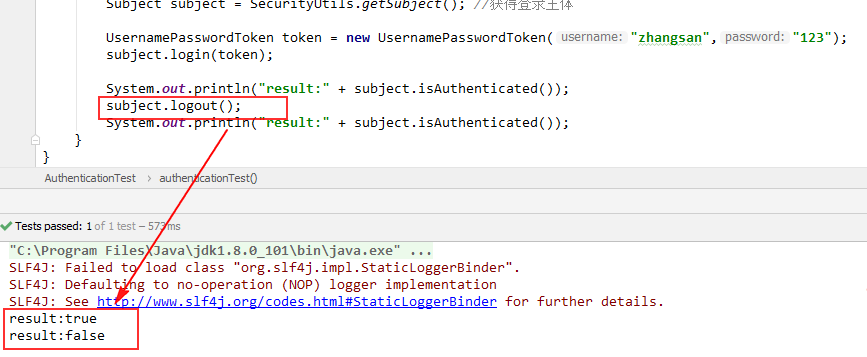 Subject subject = SecurityUtils.getSubject(); //获得登录主体
UsernamePasswordToken token = new UsernamePasswordToken( username: "zhangsan", password: "123");
subject.login(token);
System.out.println("result:" + subject.isAuthenticated());
subject.logout();
System.out.println("result:" + subject.isAuthenticated());
}
}
AuthenticationTest › authenticationTest()
Tests passed: 1 of 1 test – 573ms
"C:\Program Files\Java\jdk1.8.0_101\bin\java.exe" ...
SLF4J: Failed to load class "org.slf4j.impl.StaticLoggerBinder".
SLF4J: Defaulting to no-operation (NOP) logger implementation
SLF4J: See http://www.slf4j.org/codes.html#StaticLoggerBinder for further details.
result:true
result:false